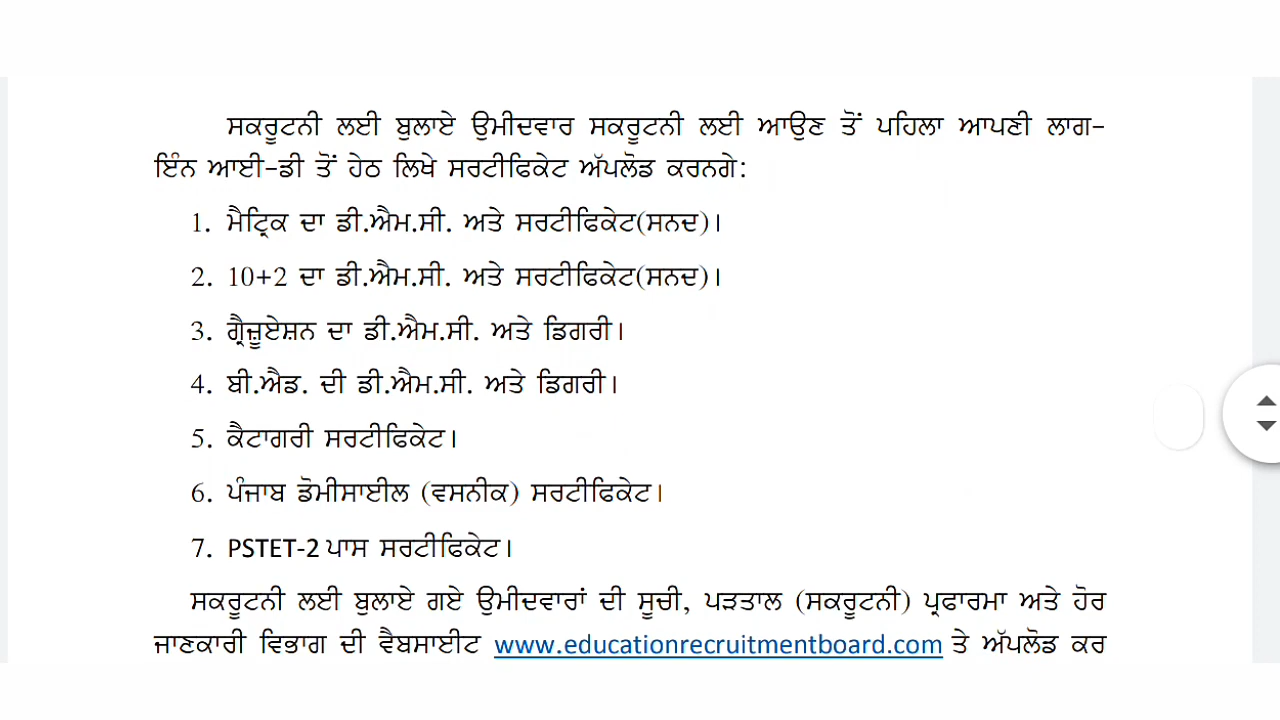 ਸਕਰੂਟਨੀ ਲਈ ਬੁਲਾਏ ਉਮੀਦਵਾਰ ਸਕਰੂਟਨੀ ਲਈ ਆਉਣ ਤੋਂ ਪਹਿਲਾ ਆਪਣੀ ਲਾਗ-
ਇੰਨ ਆਈ-ਡੀ ਤੋਂ ਹੇਠ ਲਿਖੇ ਸਰਟੀਫਿਕੇਟ ਅੱਪਲੋਡ ਕਰਨਗੇ:
1. ਮੈਟ੍ਰਿਕ ਦਾ ਡੀ.ਐਮ.ਸੀ. ਅਤੇ ਸਰਟੀਫਿਕੇਟ(ਸਨਦ)।
2. 10+2 ਦਾ ਡੀ.ਐਮ.ਸੀ. ਅਤੇ ਸਰਟੀਫਿਕੇਟ(ਸਨਦ)।
3. ਗ੍ਰੈਜ਼ੂਏਸ਼ਨ ਦਾ ਡੀ.ਐਮ.ਸੀ. ਅਤੇ ਡਿਗਰੀ।
4. ਬੀ.ਐਡ. ਦੀ ਡੀ.ਐਮ.ਸੀ. ਅਤੇ ਡਿਗਰੀ।
5. ਕੈਟਾਗਰੀ ਸਰਟੀਫਿਕੇਟ।
6. ਪੰਜਾਬ ਡੋਮੀਸਾਈਲ (ਵਸਨੀਕ) ਸਰਟੀਫਿਕੇਟ।
7. PSTET-2 ਪਾਸ ਸਰਟੀਫਿਕੇਟ।
ਸਕਰੂਟਨੀ ਲਈ ਬੁਲਾਏ ਗਏ ਉਮੀਦਵਾਰਾਂ ਦੀ ਸੂਚੀ, ਪੜਤਾਲ (ਸਕਰੂਟਨੀ) ਪ੍ਰਫਾਰਮਾ ਅਤੇ ਹੋਰ
ਜਾਣਕਾਰੀ ਵਿਭਾਗ ਦੀ ਵੈਬਸਾਈਟ www.educationrecruitmentboard.com ਤੇ ਅੱਪਲੋਡ ਕਰ